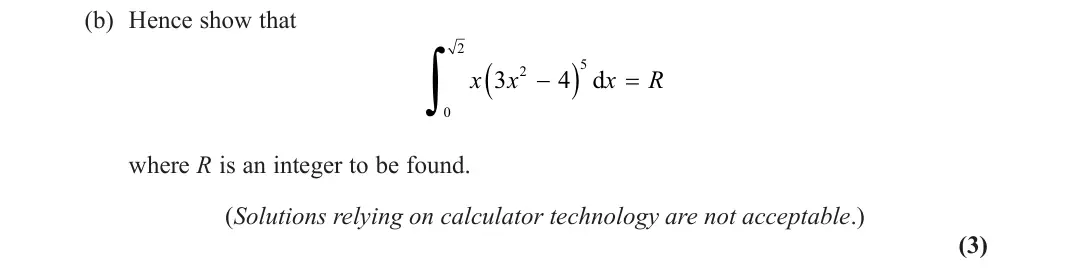 (b) Hence show that
∫₀^√2 x(3x² − 4)⁵ dx = R
where R is an integer to be found.
(Solutions relying on calculator technology are not acceptable.)
(3)